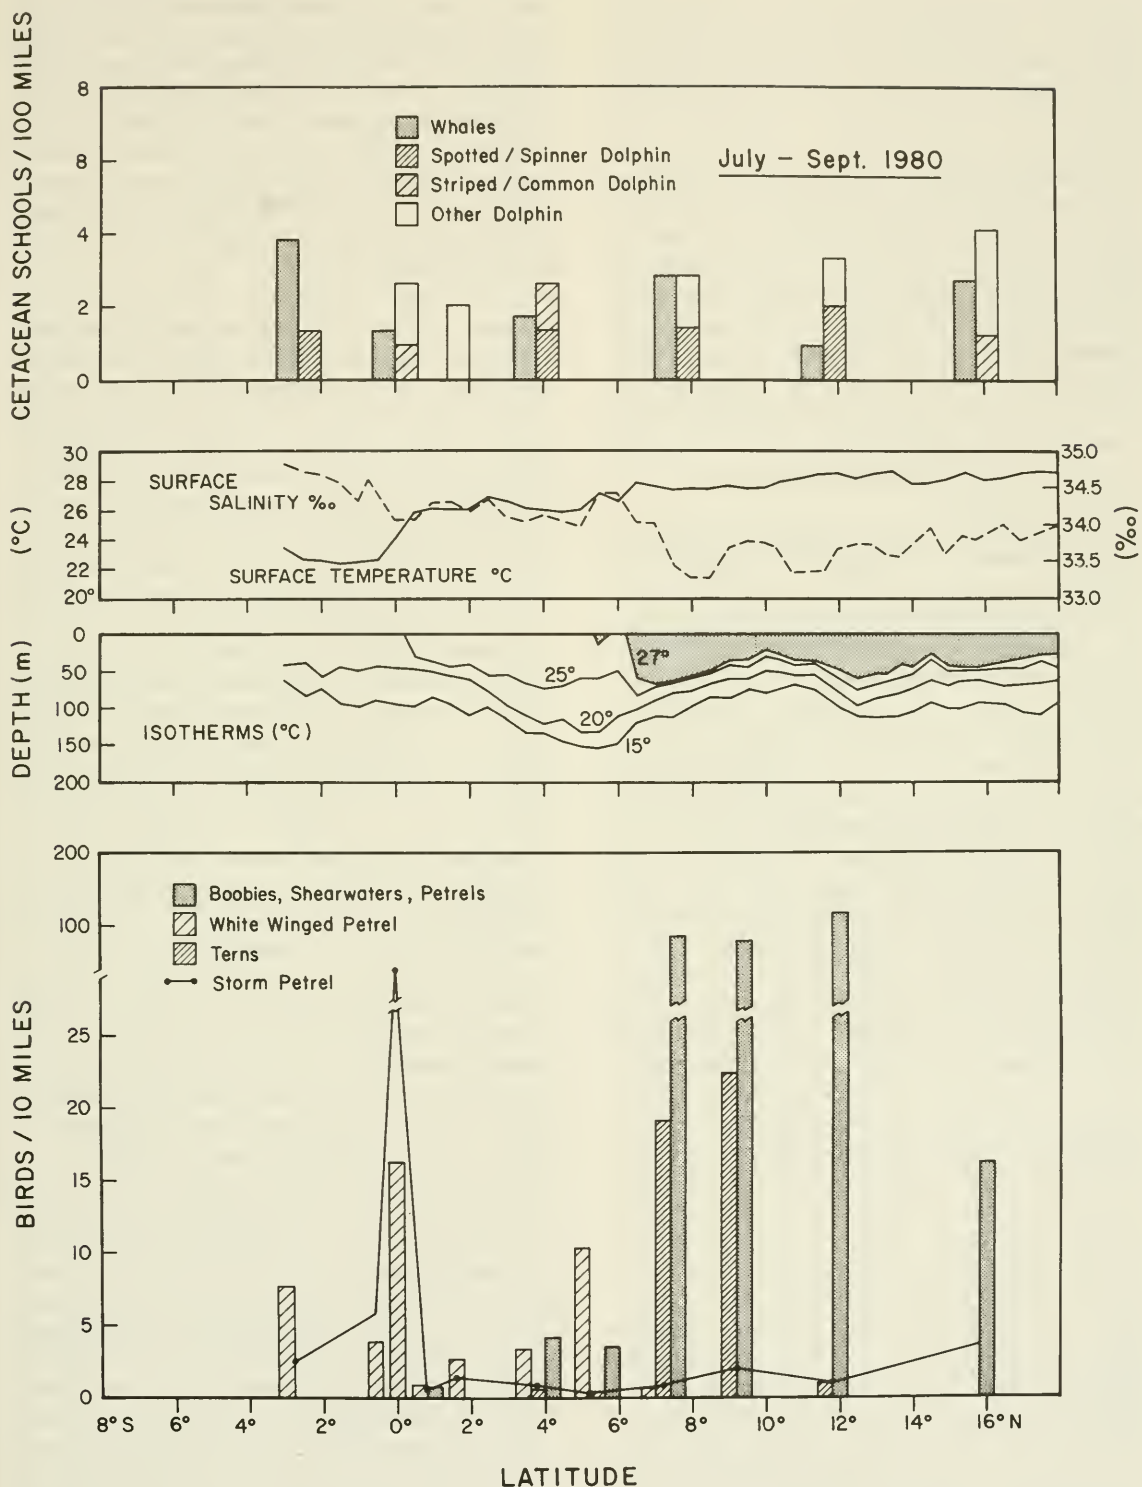 CETACEAN SCHOOLS / 100 MILES
8
8
4
2
0
Whales
Spotted / Spinner Dolphin
Striped / Common Dolphin
Other Dolphin
July – Sept. 1980
(°C)
30
28
26
24
22
20°
SURFACE
SALINITY ‰
SURFACE TEMPERATURE °C
35.0
34.5
34.0
33.5
33.0
(‰)
DEPTH (m)
0
50
100
150
200
ISOTHERMS (°C)
25°
27°
20°
15°
BIRDS / 10 MILES
200
100
25
20
15
10
5
0
Boobies, Shearwaters, Petrels
White Winged Petrel
Terns
Storm Petrel
8° S 6° 4° 2° 0° 2° 4° 6° 8° 10° 12° 14° 16° N
LATITUDE